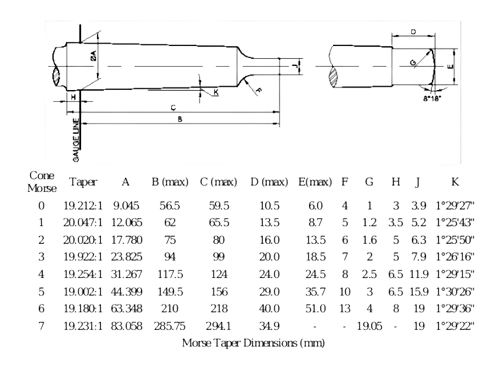 D
ØA
G
E
J
8°18'
H
K
R
C
B
GAUGE LINE
Cone Morse Taper A B (max) C (max) D (max) E(max) F G H J K
0 19.212:1 9.045 56.5 59.5 10.5 6.0 4 1 3 3.9 1°29'27"
1 20.047:1 12.065 62 65.5 13.5 8.7 5 1.2 3.5 5.2 1°25'43"
2 20.020:1 17.780 75 80 16.0 13.5 6 1.6 5 6.3 1°25'50"
3 19.922:1 23.825 94 99 20.0 18.5 7 2 5 7.9 1°26'16"
4 19.254:1 31.267 117.5 124 24.0 24.5 8 2.5 6.5 11.9 1°29'15"
5 19.002:1 44.399 149.5 156 29.0 35.7 10 3 6.5 15.9 1°30'26"
6 19.180:1 63.348 210 218 40.0 51.0 13 4 8 19 1°29'36"
7 19.231:1 83.058 285.75 294.1 34.9 - - 19.05 - 19 1°29'22"
Morse Taper Dimensions (mm)